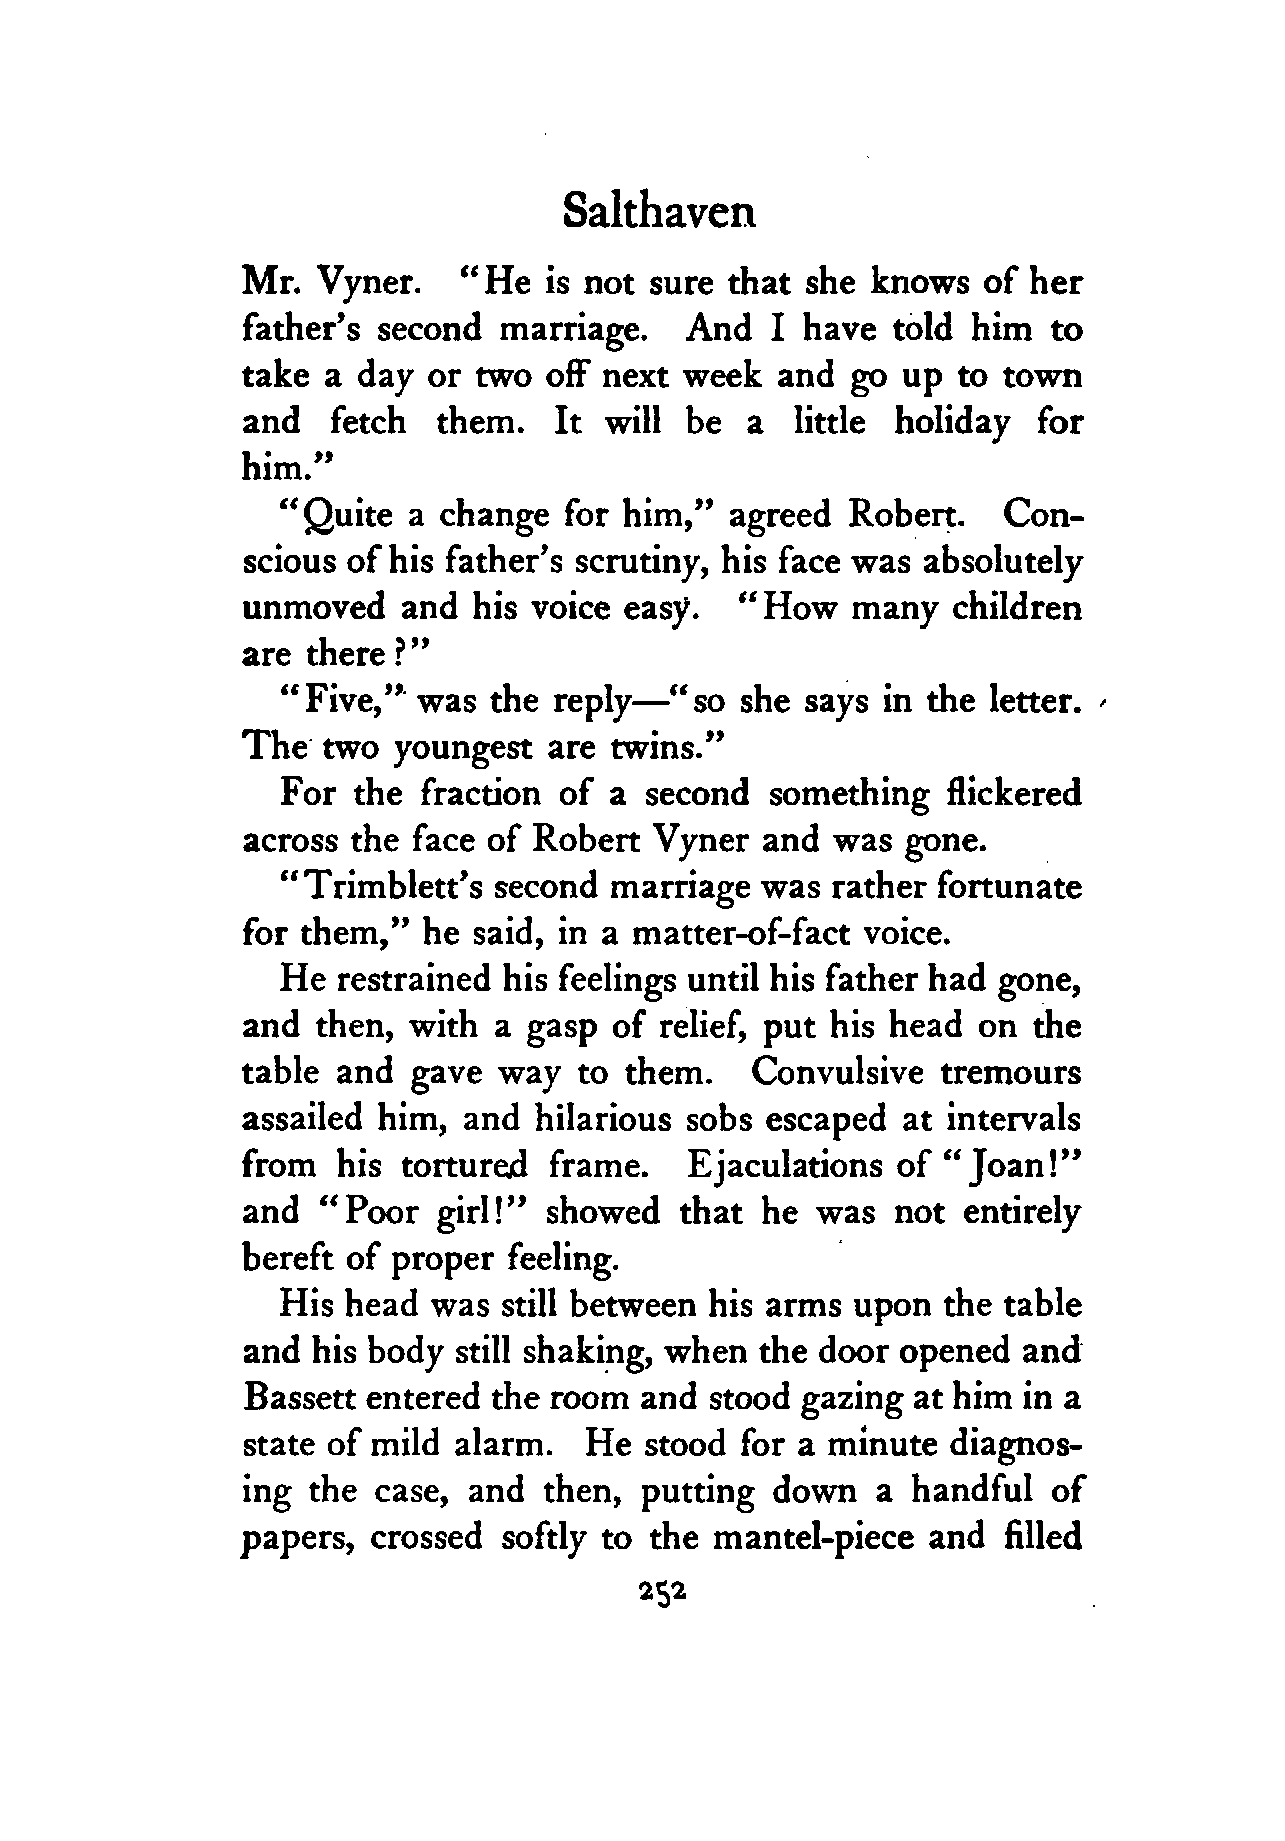 Salthaven
Mr. Vyner. "He is not sure that she knows of her
father's second marriage. And I have told him to
take a day or two off next week and go up to town
and fetch them. It will be a little holiday for
him."
"Quite a change for him," agreed Robert. Con-
scious of his father's scrutiny, his face was absolutely
unmoved and his voice easy. "How many children
are there?"
"Five," was the reply—"so she says in the letter.
The two youngest are twins."
For the fraction of a second something flickered
across the face of Robert Vyner and was gone.
"Trimblett's second marriage was rather fortunate
for them," he said, in a matter-of-fact voice.
He restrained his feelings until his father had gone,
and then, with a gasp of relief, put his head on the
table and gave way to them. Convulsive tremours
assailed him, and hilarious sobs escaped at intervals
from his tortured frame. Ejaculations of "Joan!"
and "Poor girl!" showed that he was not entirely
bereft of proper feeling.
His head was still between his arms upon the table
and his body still shaking, when the door opened and
Bassett entered the room and stood gazing at him in a
state of mild alarm. He stood for a minute diagnos-
ing the case, and then, putting down a handful of
papers, crossed softly to the mantel-piece and filled
252